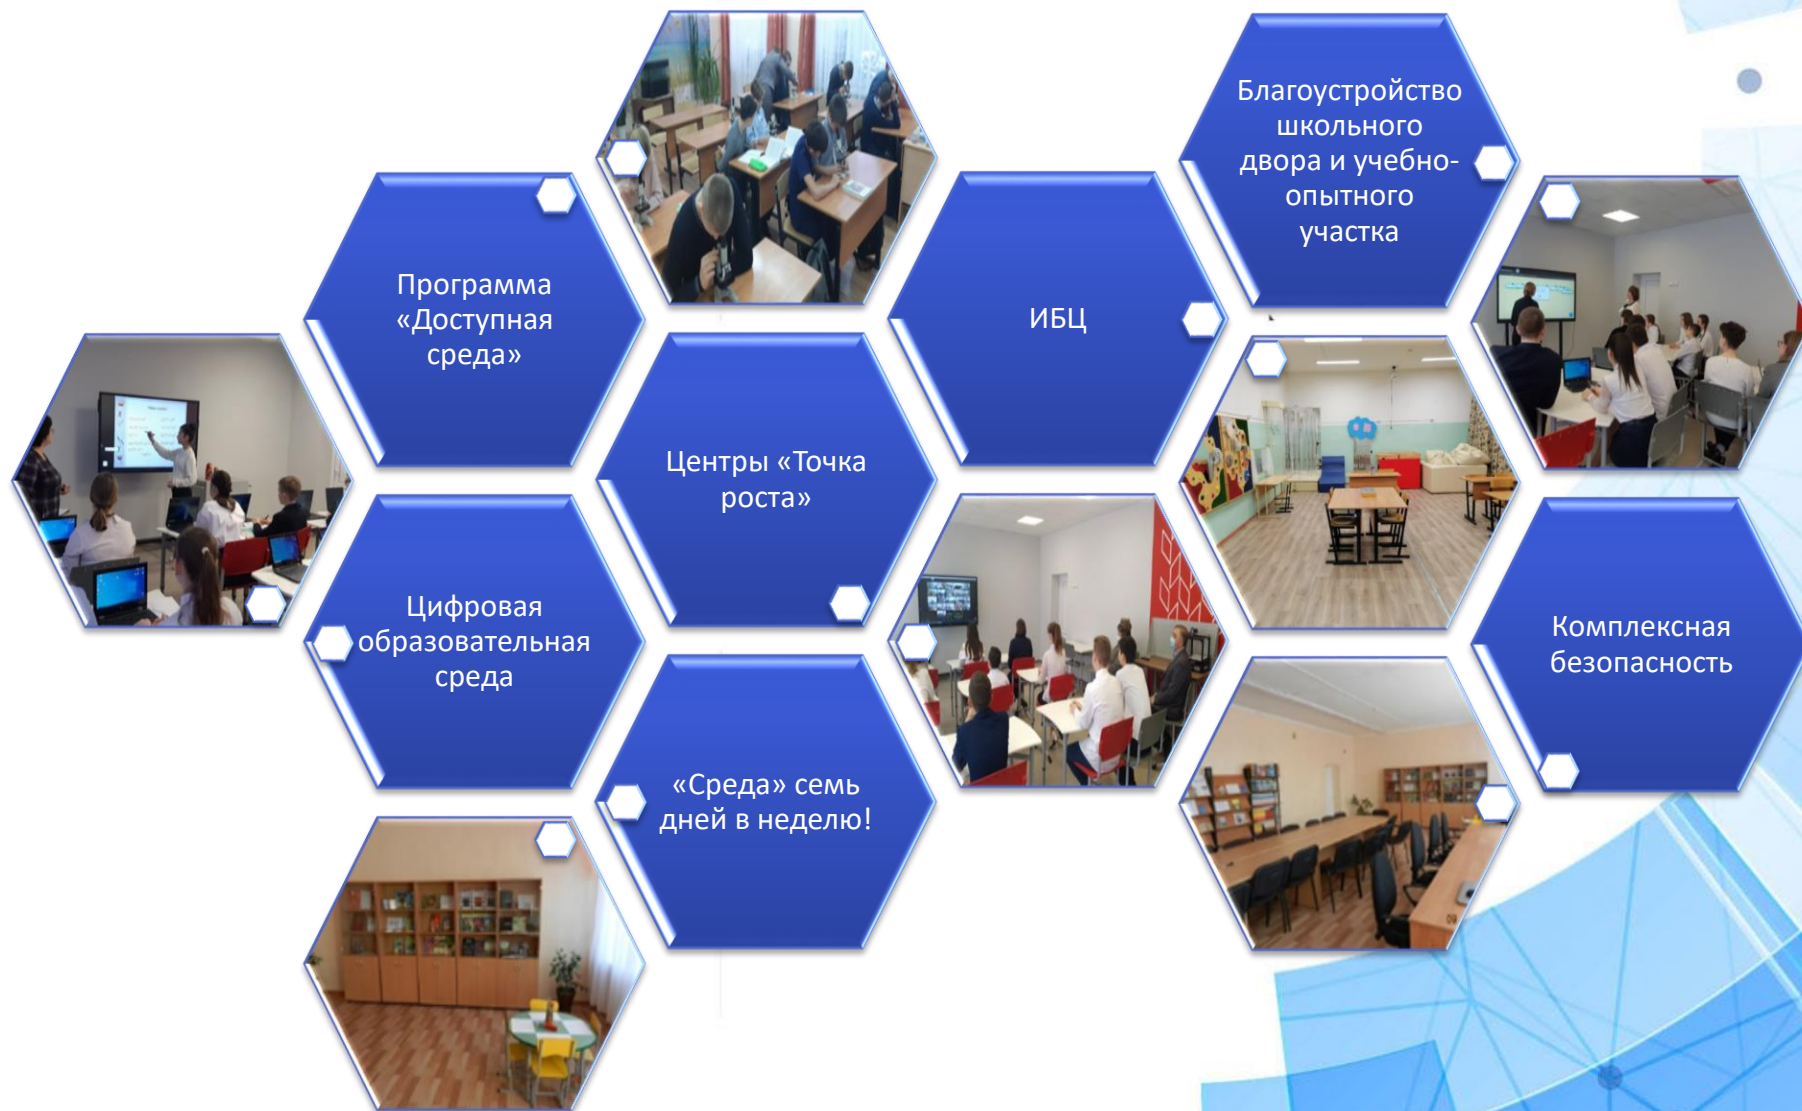 Благоустройство
школьного
двора и учебно-
опытного
участка
Программа
«Доступная
среда»
ИБЦ
Центры «Точка
роста»
Цифровая
образовательная
среда
Комплексная
безопасность
«Среда» семь
дней в неделю!
09